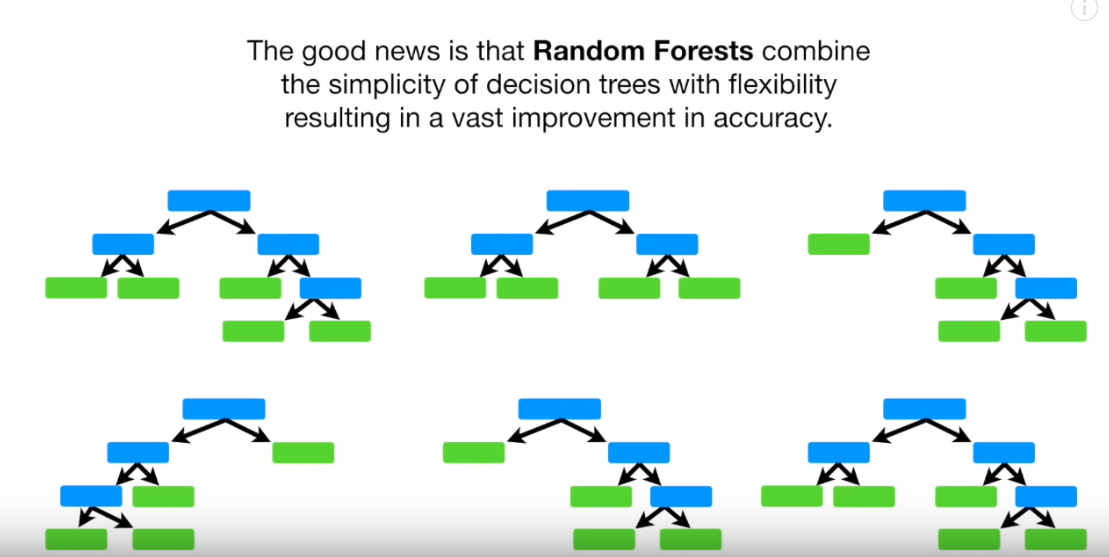 The good news is that Random Forests combine
the simplicity of decision trees with flexibility
resulting in a vast improvement in accuracy.